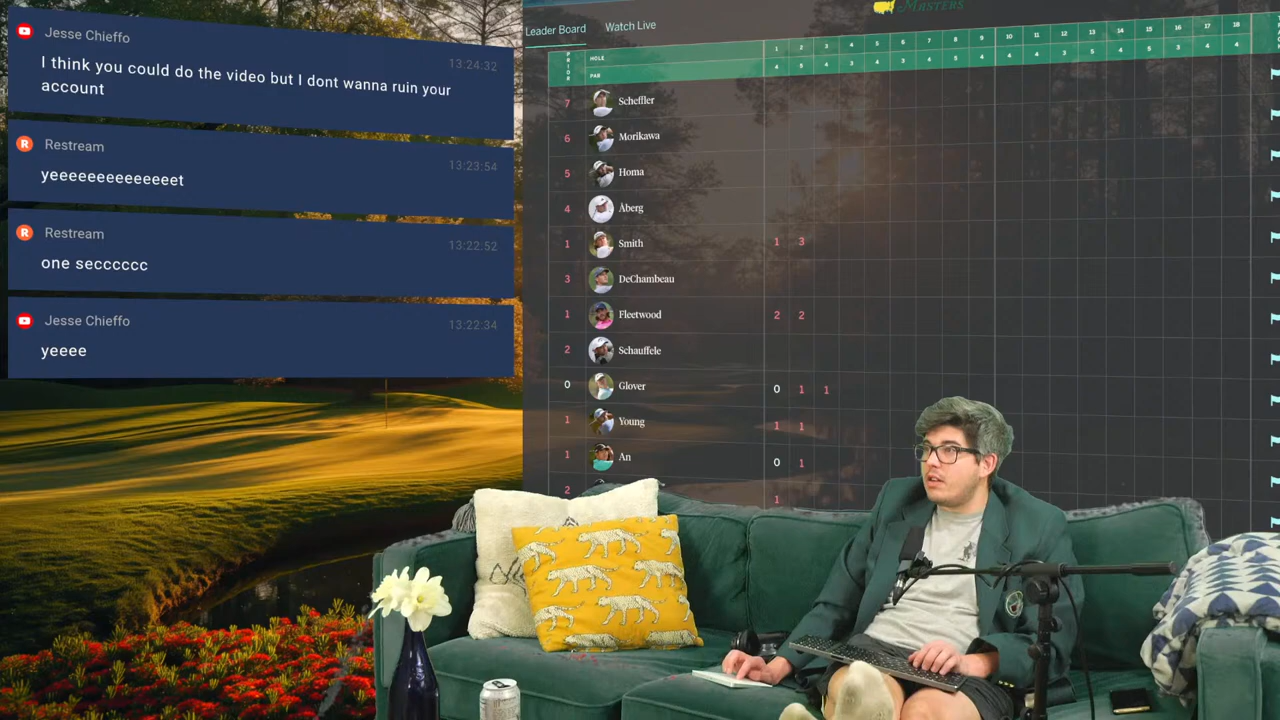 Jesse Chieffo
13:24:32
I think you could do the video but I dont wanna ruin your
account
R
Restream
13:23:54
yeeeeeeeeeeeeeet
R
Restream
13:22:52
one secccccc
Jesse Chieffo
13:22:34
yeeee
Leader Board Watch Live
Masters
PRIOR
HOLE 1 2 3 4 5 6 7 8 9 10 11 12 13 14 15 16 17 18
PAR 4 5 4 3 4 3 4 5 4 4 4 3 5 4 5 3 4 4
7 Scheffler
6 Morikawa
5 Homa
4 Åberg
1 Smith 1 3
3 DeChambeau
1 Fleetwood 2 2
2 Schauffele
0 Glover 0 1 1
1 Young 1 1
1 An 0 1
2 1